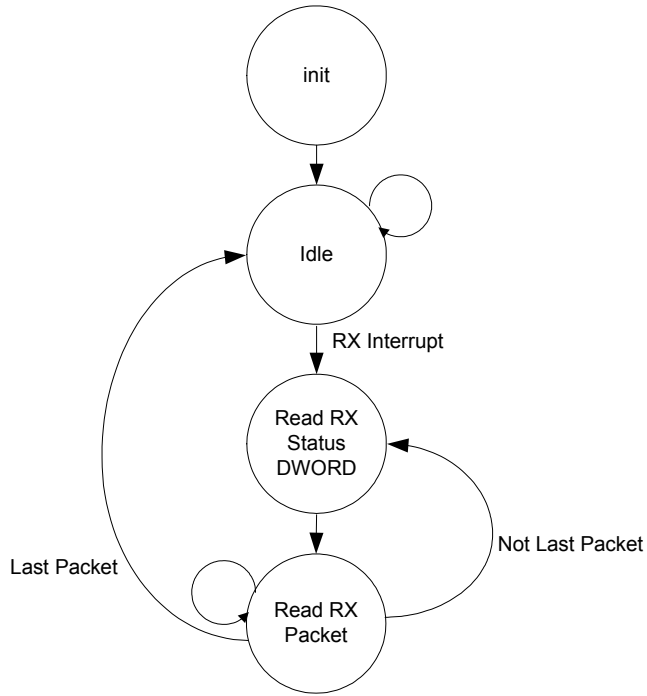 init
Idle
RX Interrupt
Read RX
Status
DWORD
Not Last Packet
Last Packet
Read RX
Packet